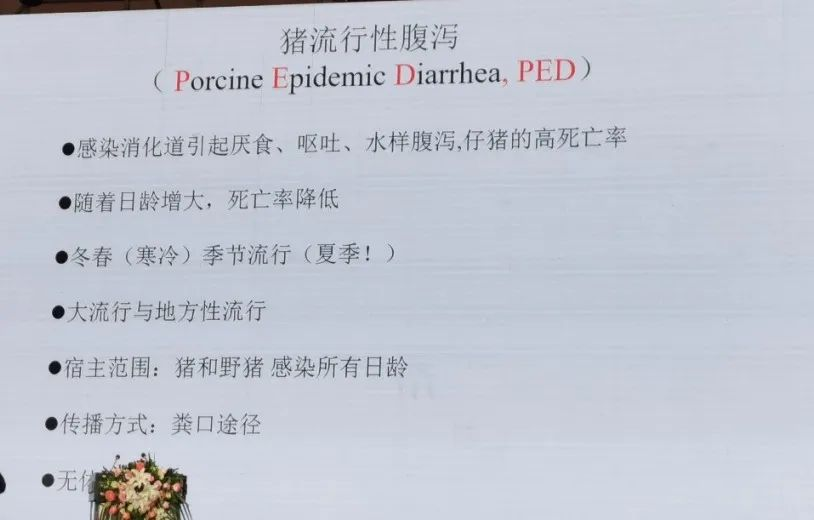 猪流行性腹泻
（Porcine Epidemic Diarrhea, PED）
●感染消化道引起厌食、呕吐、水样腹泻,仔猪的高死亡率
●随着日龄增大，死亡率降低
●冬春（寒冷）季节流行（夏季！）
●大流行与地方性流行
●宿主范围：猪和野猪 感染所有日龄
●传播方式：粪口途径
●无